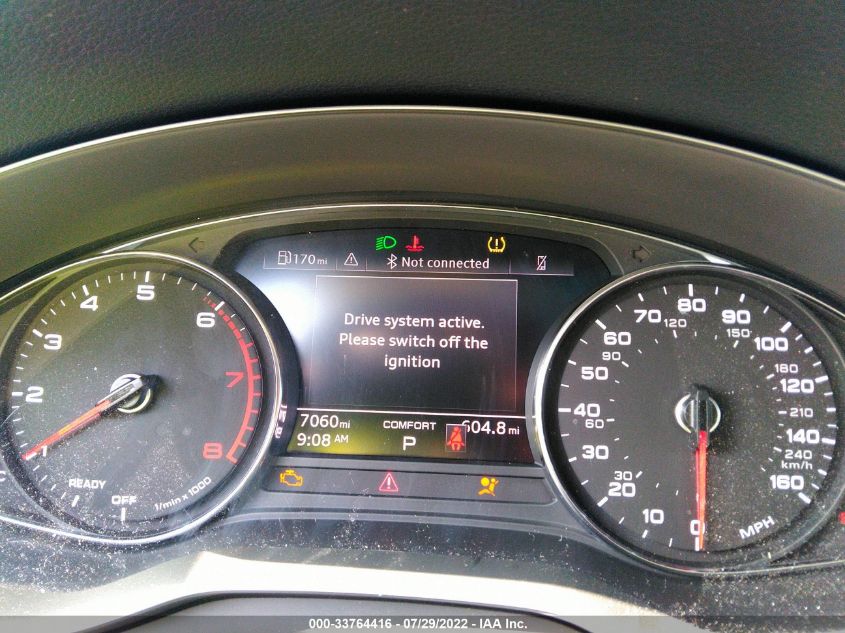 170 mi
Not connected
Drive system active.
Please switch off the
ignition
7060 mi
COMFORT
604.8 mi
9:08 AM
P
1
2
3
4
5
6
7
8
READY
OFF
1/min x 1000
0
10
20
30
40
50
60
70
80
90
100
120
140
160
MPH
30
60
90
120
150
180
210
240
km/h
000-33764416 - 07/29/2022 - IAA Inc.